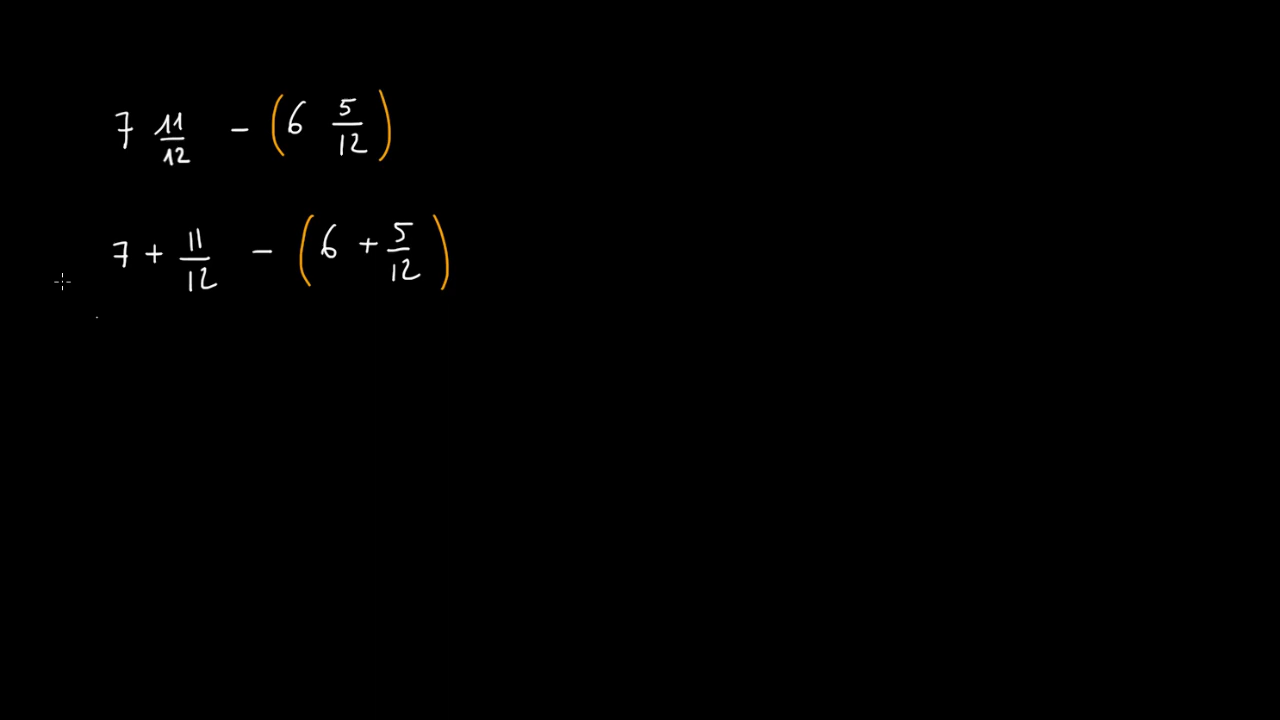 7 11/12 - (6 5/12)
7 + 11/12 - (6 + 5/12)